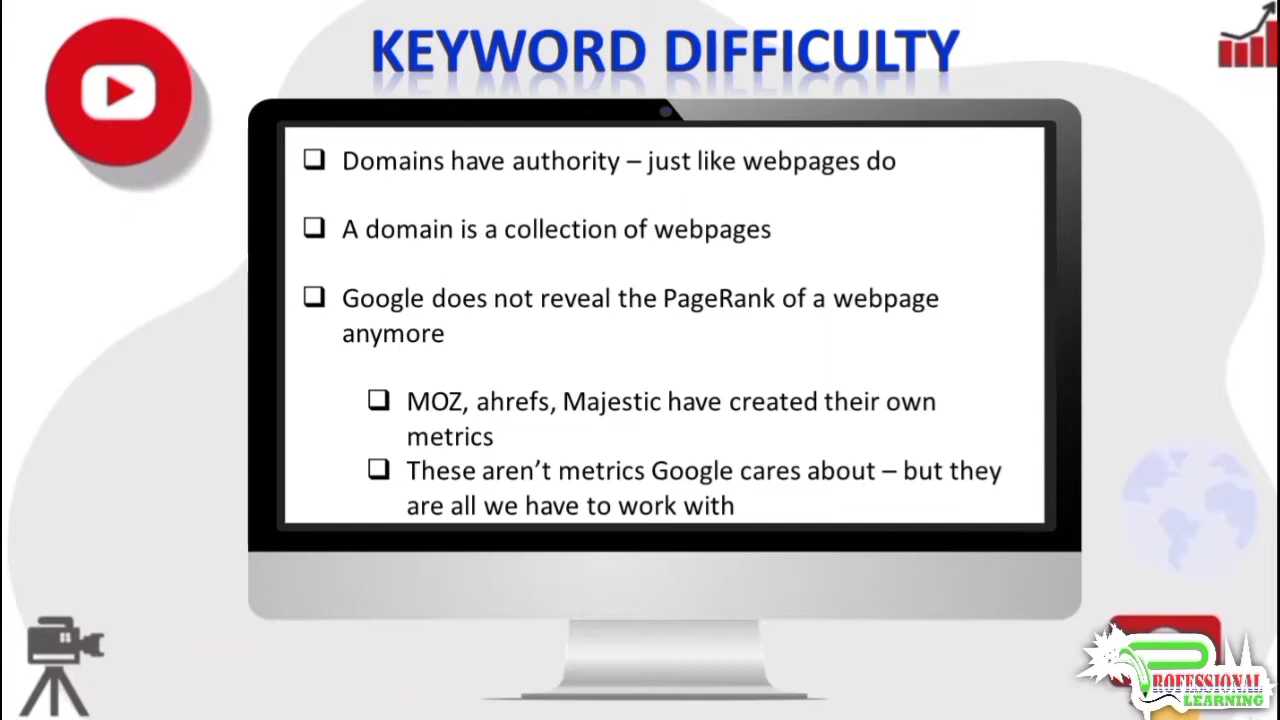 KEYWORD DIFFICULTY
❑ Domains have authority – just like webpages do
❑ A domain is a collection of webpages
❑ Google does not reveal the PageRank of a webpage
anymore
❑ MOZ, ahrefs, Majestic have created their own
metrics
❑ These aren’t metrics Google cares about – but they
are all we have to work with
PROFESSIONAL
LEARNING